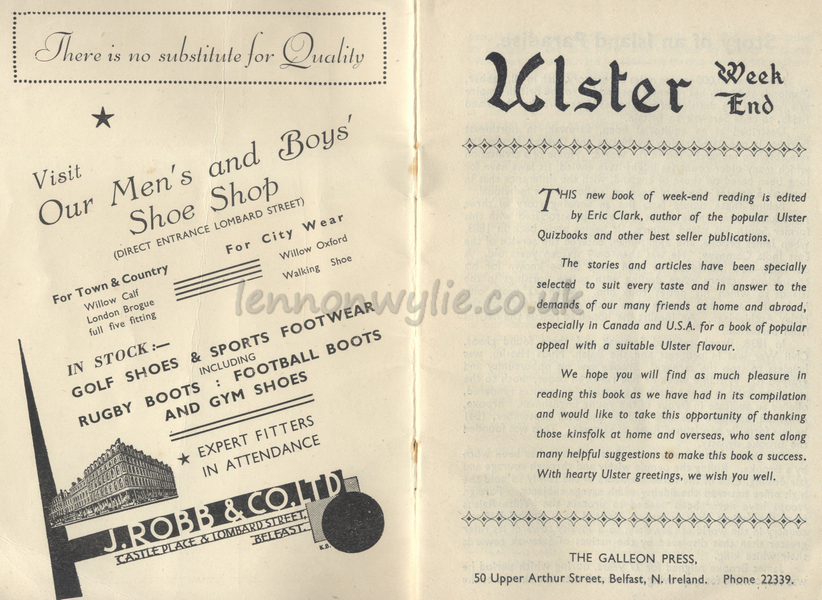 There is no substitute for Quality
Visit
Our Men's and Boys'
Shoe Shop
(DIRECT ENTRANCE LOMBARD STREET)
For Town & Country
Willow Calf
London Brogue
full five fitting
For City Wear
Willow Oxford
Walking Shoe
IN STOCK:—
GOLF SHOES & SPORTS FOOTWEAR
INCLUDING
RUGBY BOOTS : FOOTBALL BOOTS
AND GYM SHOES
EXPERT FITTERS
IN ATTENDANCE
J. ROBB & CO. LTD
CASTLE PLACE & LOMBARD STREET,
BELFAST.
K.B.
Ulster Week
End
THIS new book of week-end reading is edited
by Eric Clark, author of the popular Ulster
Quizbooks and other best seller publications.
The stories and articles have been specially
selected to suit every taste and in answer to the
demands of our many friends at home and abroad,
especially in Canada and U.S.A. for a book of popular
appeal with a suitable Ulster flavour.
We hope you will find as much pleasure in
reading this book as we have had in its compilation
and would like to take this opportunity of thanking
those kinsfolk at home and overseas, who sent along
many helpful suggestions to make this book a success.
With hearty Ulster greetings, we wish you well.
THE GALLEON PRESS,
50 Upper Arthur Street, Belfast, N. Ireland. Phone 22339.
lennonwylie.co.uk